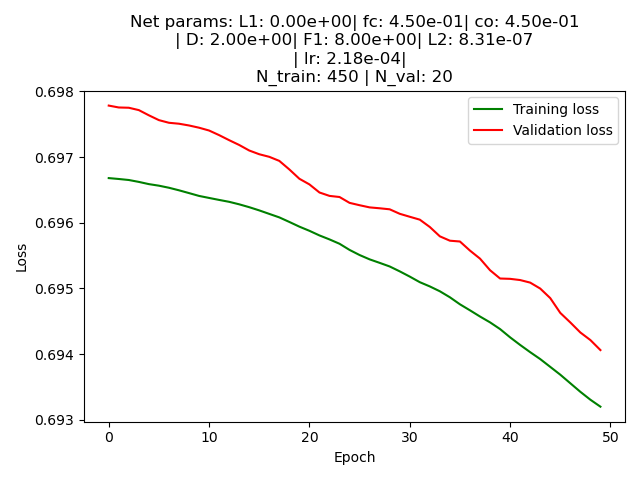 Net params: L1: 0.00e+00| fc: 4.50e-01| co: 4.50e-01
| D: 2.00e+00| F1: 8.00e+00| L2: 8.31e-07
| lr: 2.18e-04|
N_train: 450 | N_val: 20
0.698
0.697
0.696
0.695
0.694
0.693
Loss
Training loss
Validation loss
0 10 20 30 40 50
Epoch